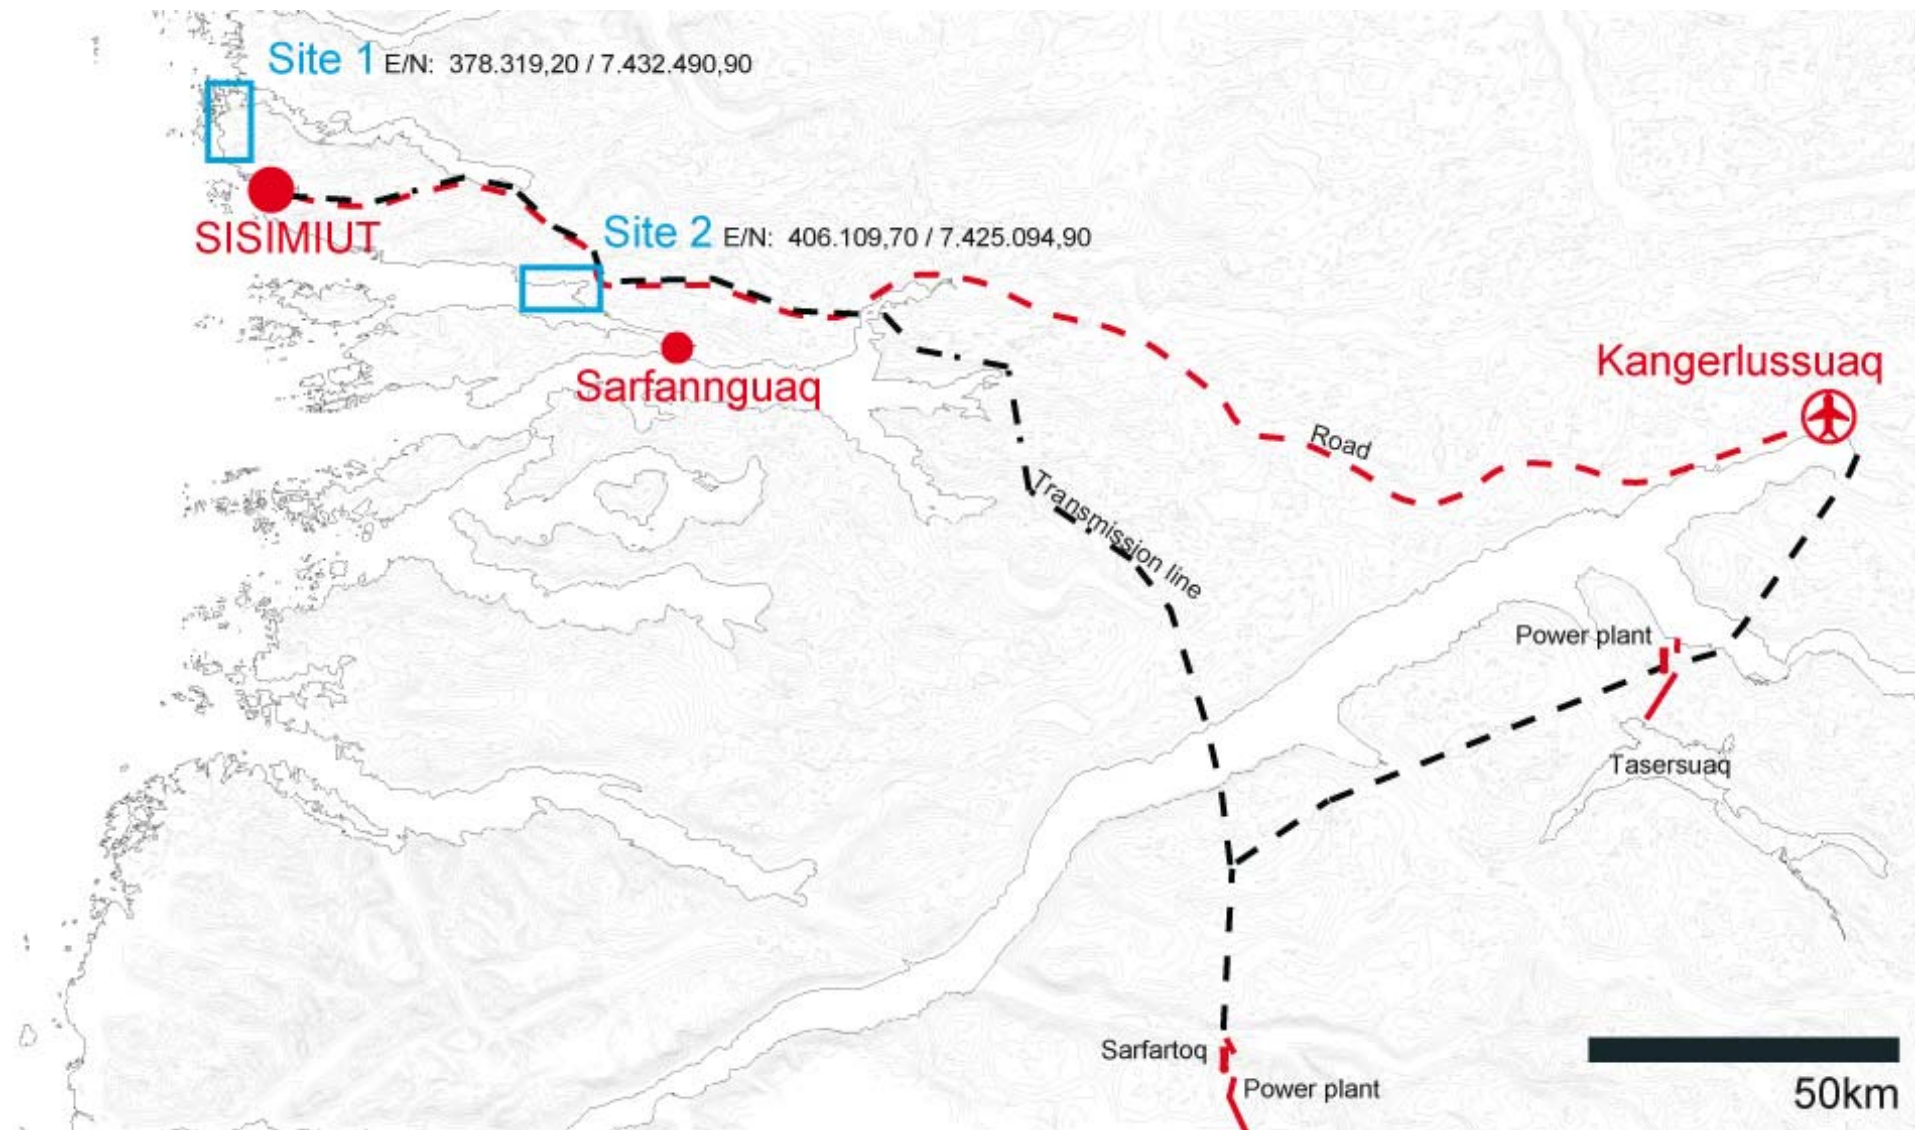 Site 1 E/N: 378.319,20 / 7.432.490,90
SISIMIUT
Site 2 E/N: 406.109,70 / 7.425.094,90
Sarfannguaq
Kangerlussuaq
Road
Transmission line
Power plant
Tasersuaq
Sarfartoq
Power plant
50km